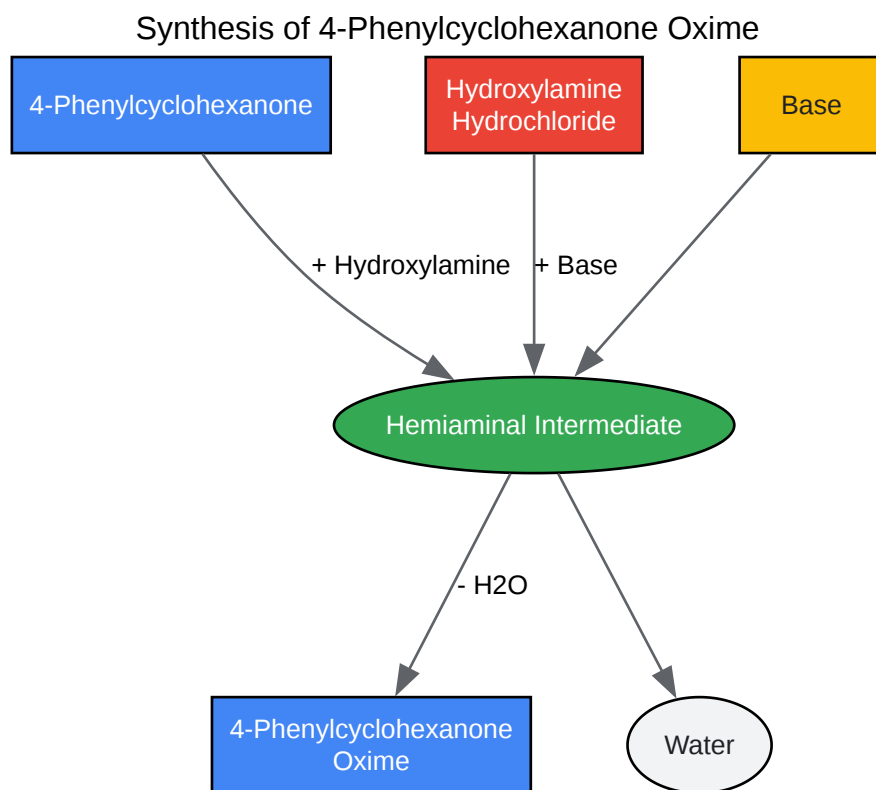 Synthesis of 4-Phenylcyclohexanone Oxime
4-Phenylcyclohexanone
Hydroxylamine
Hydrochloride
Base
+ Hydroxylamine
+ Base
Hemiaminal Intermediate
- H2O
4-Phenylcyclohexanone
Oxime
Water